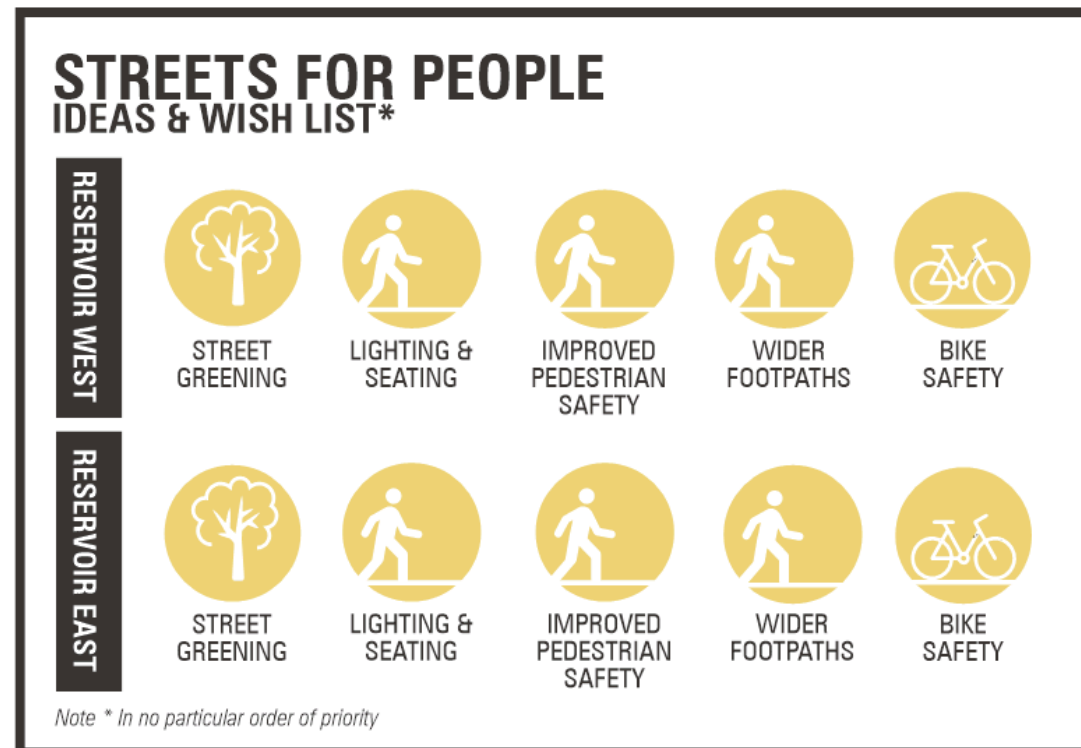 STREETS FOR PEOPLE
IDEAS & WISH LIST*
RESERVOIR WEST
STREET
GREENING
LIGHTING &
SEATING
IMPROVED
PEDESTRIAN
SAFETY
WIDER
FOOTPATHS
BIKE
SAFETY
RESERVOIR EAST
STREET
GREENING
LIGHTING &
SEATING
IMPROVED
PEDESTRIAN
SAFETY
WIDER
FOOTPATHS
BIKE
SAFETY
Note * In no particular order of priority